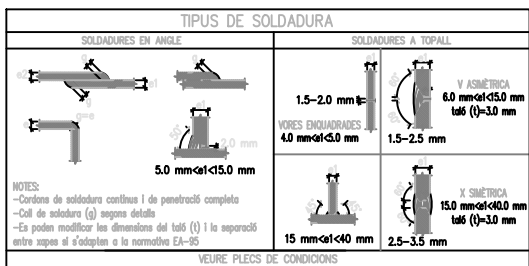 TIPUS DE SOLDADURA
SOLDADURES EN ANGLE
SOLDADURES A TOPALL
e2
g
e1
g
g=e
50°
2.0 mm
5.0 mm<e1<15.0 mm
NOTES:
-Cordons de soldadura continus i de penetració completa
-Coll de soladura (g) segons detalls
-Es poden modificar les dimensions del taló (t) i la separació
entre xapes si s'adapten a la normativa EA-95
1.5-2.0 mm
VORES ENQUADRADES
4.0 mm<e1<5.0 mm
V ASIMÈTRICA
6.0 mm<e1<15.0 mm
taló (t)=3.0 mm
1.5-2.5 mm
15 mm<e1<40 mm
X SIMÈTRICA
15.0 mm<e1<40.0 mm
taló (t)=3.0 mm
2.5-3.5 mm
VEURE PLECS DE CONDICIONS